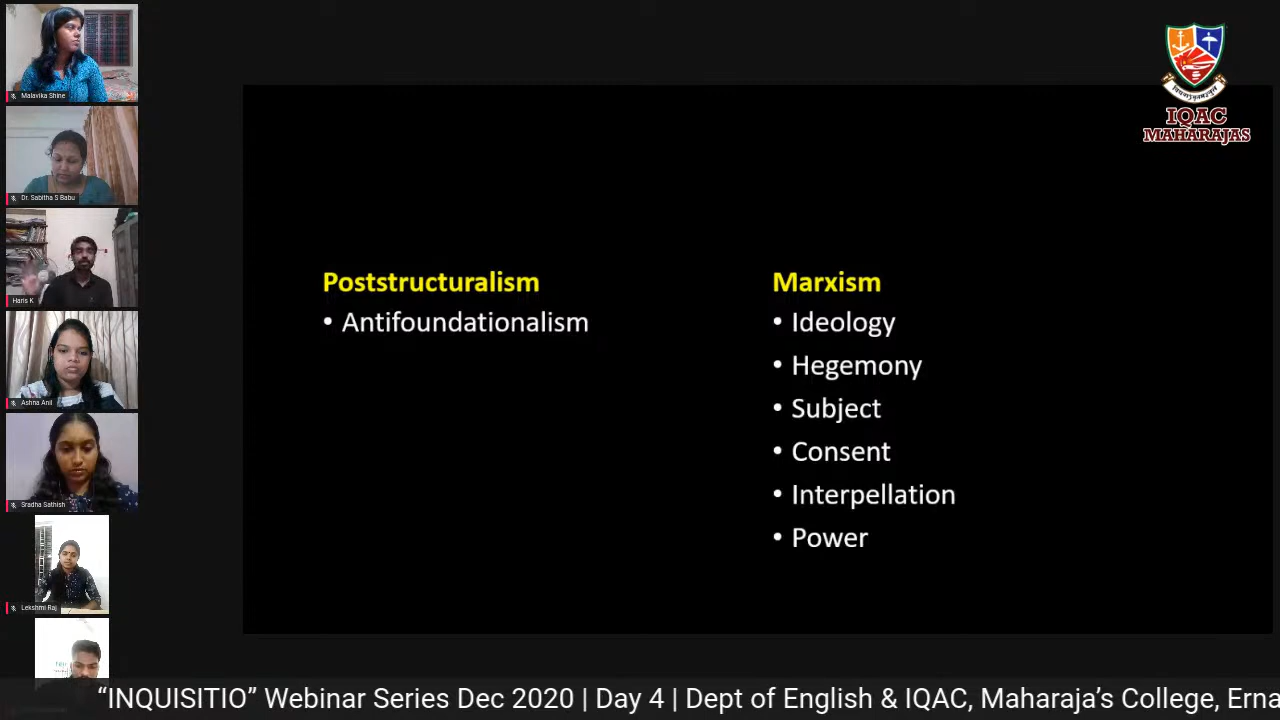 Malavika Shine
Dr. Sabitha S Babu
Haris K
Ashna Anil
Sradha Sathish
Lekshmi Raj
IQAC
MAHARAJAS
Poststructuralism
• Antifoundationalism
Marxism
• Ideology
• Hegemony
• Subject
• Consent
• Interpellation
• Power
“INQUISITIO” Webinar Series Dec 2020 | Day 4 | Dept of English & IQAC, Maharaja’s College, Erna